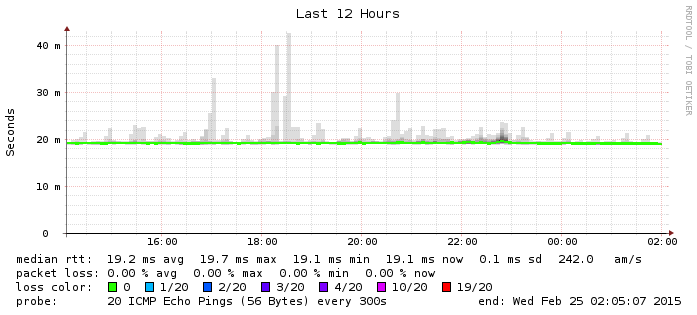 Last 12 Hours
RRDTOOL / TOBI OETIKER
Seconds
40 m
30 m
20 m
10 m
0
16:00 18:00 20:00 22:00 00:00 02:00
median rtt: 19.2 ms avg 19.7 ms max 19.1 ms min 19.1 ms now 0.1 ms sd 242.0 am/s
packet loss: 0.00 % avg 0.00 % max 0.00 % min 0.00 % now
loss color: 0 1/20 2/20 3/20 4/20 10/20 19/20
probe: 20 ICMP Echo Pings (56 Bytes) every 300s end: Wed Feb 25 02:05:07 2015